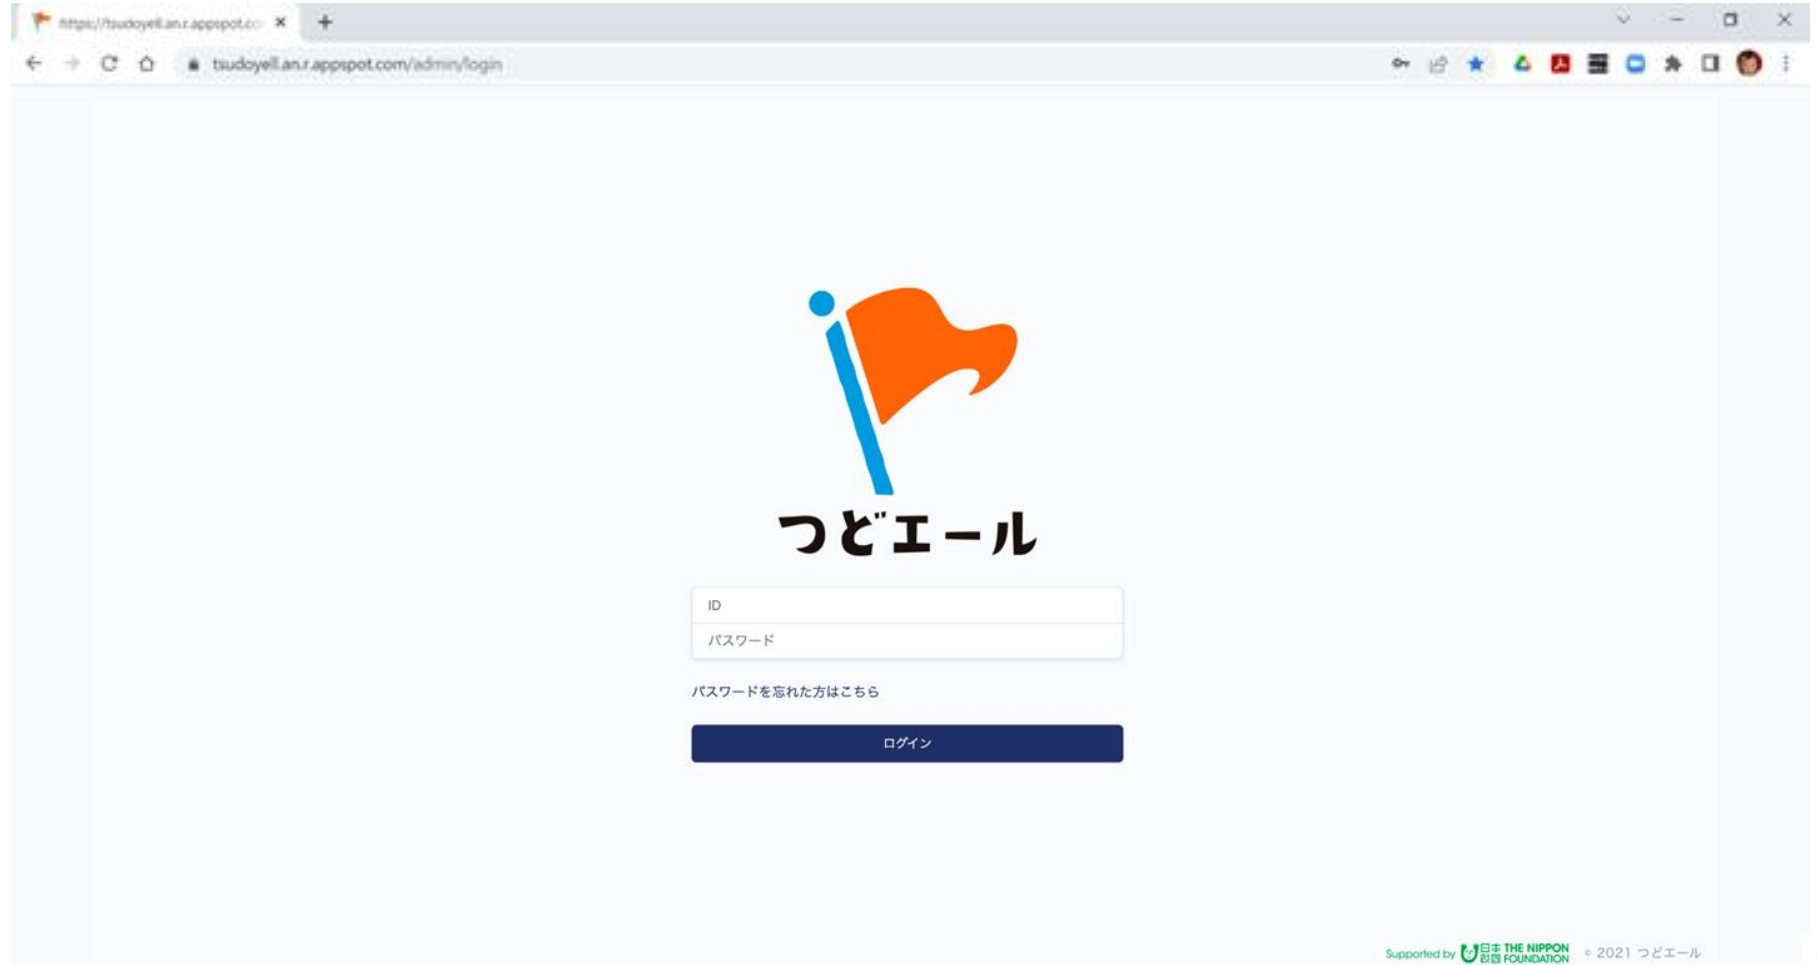 https://tsudoyell.an.r.appspot.co
tsudoyell.an.r.appspot.com/admin/login
つどエール
ID
パスワード
パスワードを忘れた方はこちら
ログイン
Supported by 日本財団 THE NIPPON FOUNDATION © 2021 つどエール